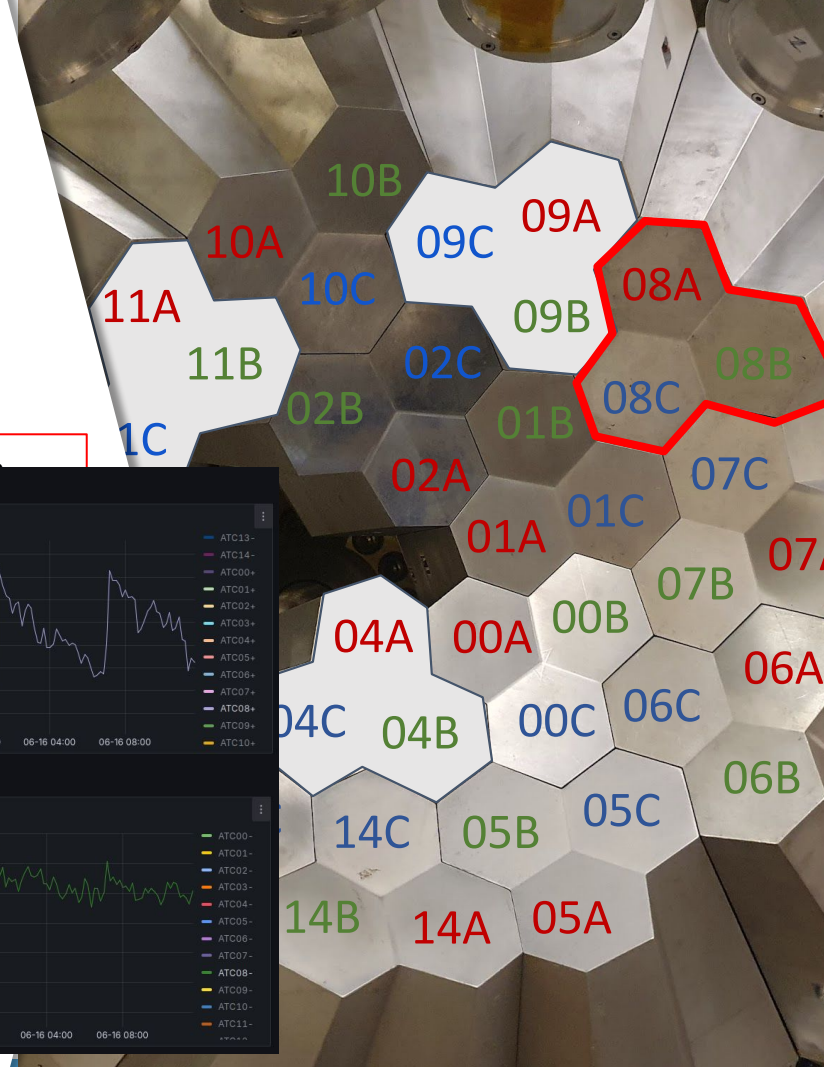 10B
09A
10A
09C
10C
08A
11A
09B
11B
02C
08B
02B
08C
01B
1C
02A
07C
01C
01A
07A
07B
00B
04A
00A
06A
04C
04B
00C
06C
06B
14C
05B
05C
14B
14A
05A
ATC13-
ATC14-
ATC00+
ATC01+
ATC02+
ATC03+
ATC04+
ATC05+
ATC06+
ATC07+
ATC08+
ATC09+
ATC10+
06-16 04:00 06-16 08:00
ATC00-
ATC01-
ATC02-
ATC03-
ATC04-
ATC05-
ATC06-
ATC07-
ATC08-
ATC09-
ATC10-
ATC11-
06-16 04:00 06-16 08:00